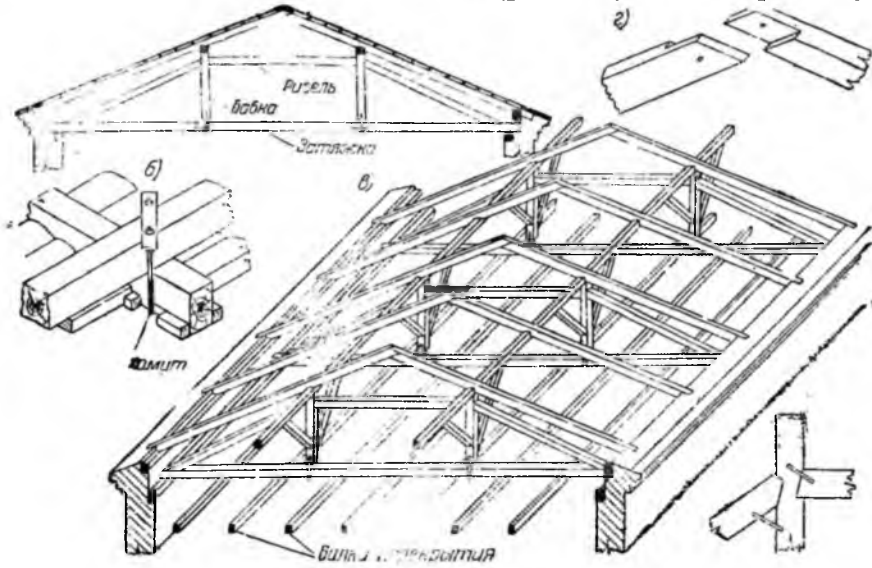 г)
Ригель
Бабка
Затяжка
б)
в)
Хомут
Балки перекрытия